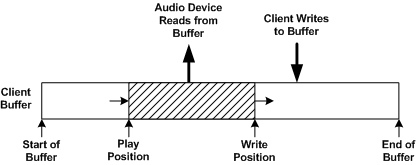 Audio Device
Reads from
Buffer
Client Writes
to Buffer
Client
Buffer
Start of
Buffer
Play
Position
Write
Position
End of
Buffer